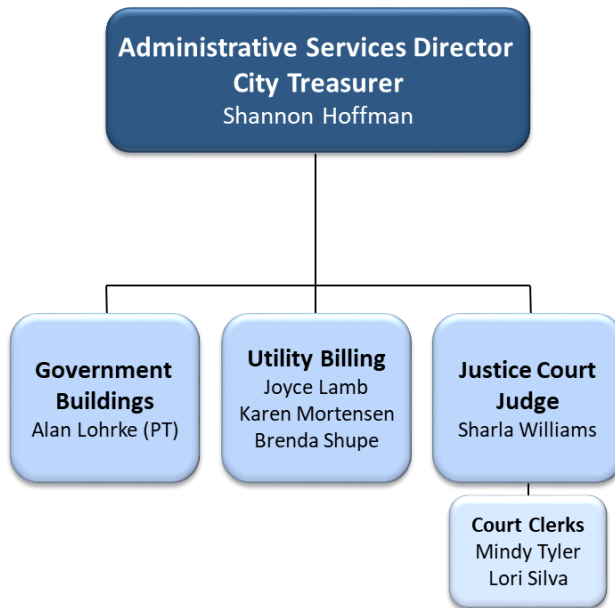 Administrative Services Director
City Treasurer
Shannon Hoffman
Government
Buildings
Alan Lohrke (PT)
Utility Billing
Joyce Lamb
Karen Mortensen
Brenda Shupe
Justice Court
Judge
Sharla Williams
Court Clerks
Mindy Tyler
Lori Silva